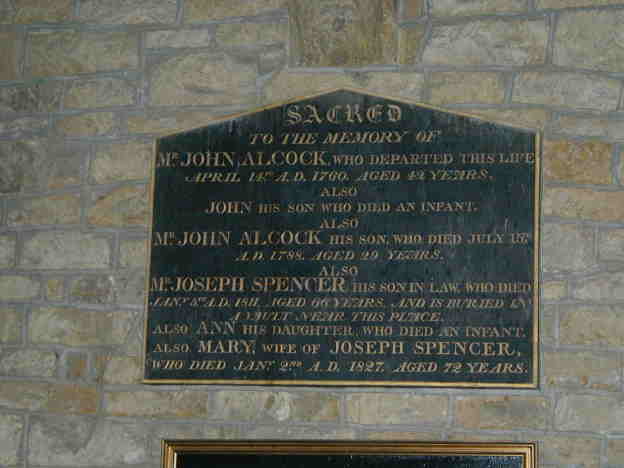 SACRED
TO THE MEMORY OF
Mr. JOHN ALCOCK, WHO DEPARTED THIS LIFE
APRIL 14th A.D. 1760. AGED 42 YEARS.
ALSO
JOHN HIS SON WHO DIED AN INFANT.
ALSO
Mr. JOHN ALCOCK HIS SON, WHO DIED JULY
A.D. 1788. AGED 29 YEARS.
ALSO
Mr. JOSEPH SPENCER HIS SON IN LAW, WHO DIED
JANy. A.D. 1811, AGED 66 YEARS, AND IS BURIED IN
A VAULT NEAR THIS PLACE.
ALSO ANN HIS DAUGHTER, WHO DIED AN INFANT.
ALSO MARY, WIFE OF JOSEPH SPENCER,
WHO DIED JANy. 2nd A.D. 1827. AGED 72 YEARS.